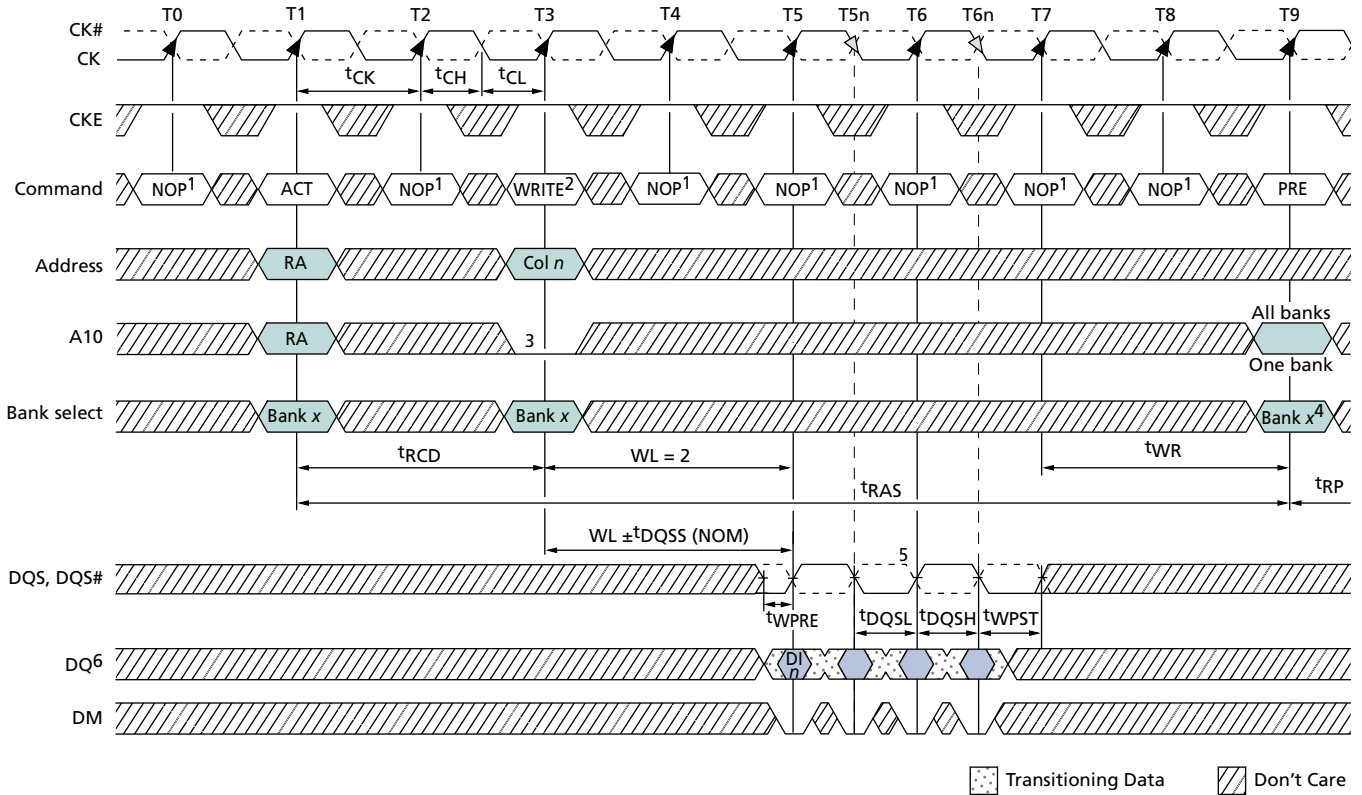 T0 T1 T2 T3 T4 T5 T5n T6 T6n T7 T8 T9
CK#
CK
tCK tCH tCL
CKE
Command NOP1 ACT NOP1 WRITE2 NOP1 NOP1 NOP1 NOP1 NOP1 PRE
Address RA Col n
All banks
A10 RA 3
One bank
Bank select Bank x Bank x Bank x4
tRCD WL = 2 tWR
tRAS tRP
WL ±tDQSS (NOM)
5
DQS, DQS#
tWPRE tDQSL tDQSH tWPST
DQ6 DI
n
DM
Transitioning Data Don't Care